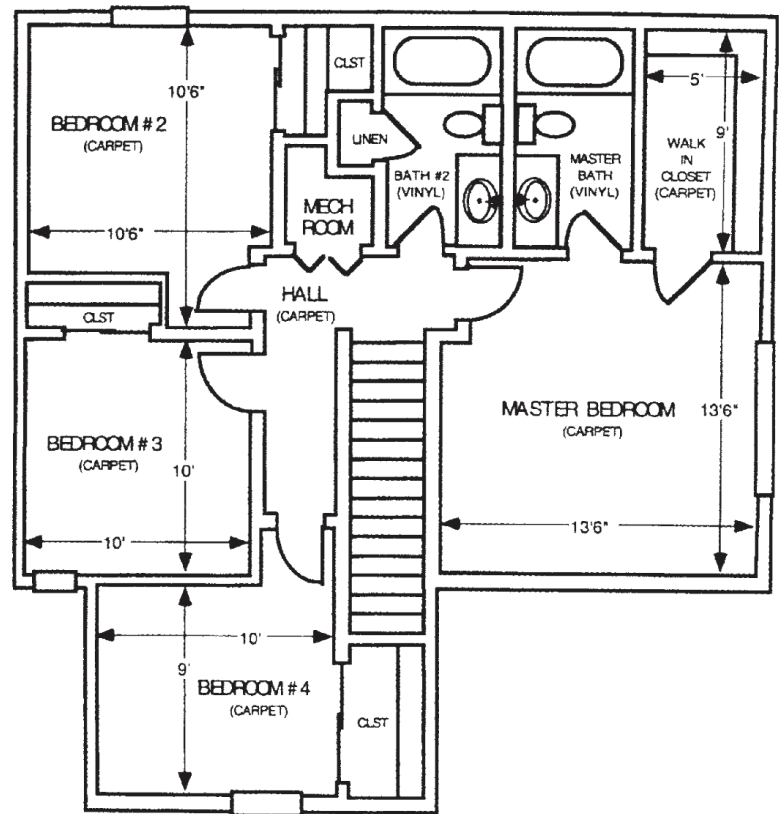 CLST
10'6"
BEDROOM # 2
(CARPET)
10'6"
LINEN
BATH #2
(VINYL)
MASTER
BATH
(VINYL)
5'
9'
WALK
IN
CLOSET
(CARPET)
MECH
ROOM
HALL
(CARPET)
CLST
MASTER BEDROOM
(CARPET)
13'6"
13'6"
BEDROOM # 3
(CARPET)
10'
10'
10'
9'
BEDROOM # 4
(CARPET)
CLST